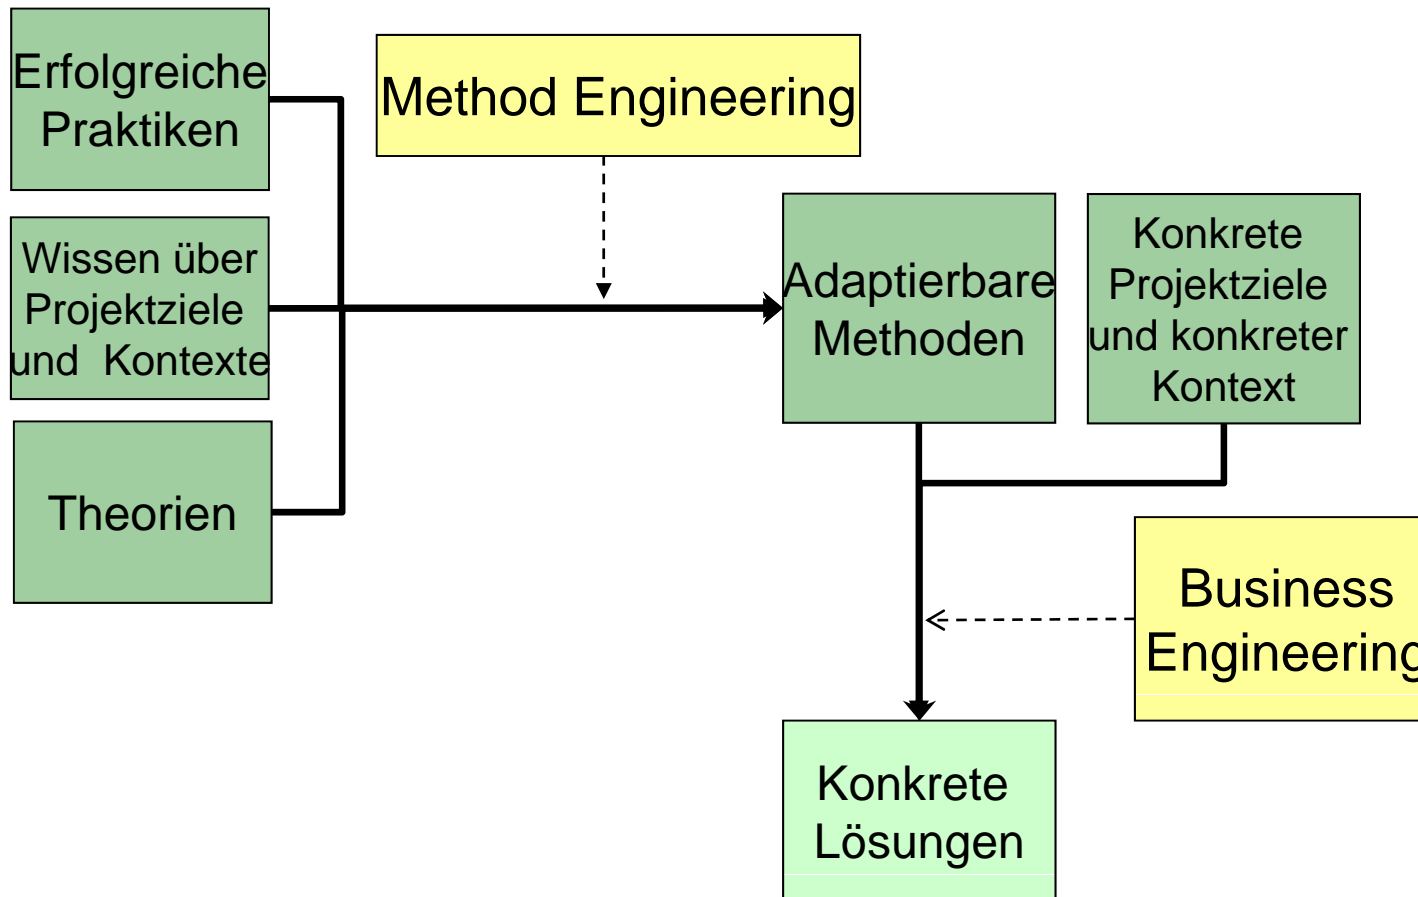 Erfolgreiche
Praktiken
Method Engineering
Wissen über
Projektziele
und Kontexte
Adaptierbare
Methoden
Konkrete
Projektziele
und konkreter
Kontext
Theorien
Business
Engineering
Konkrete
Lösungen